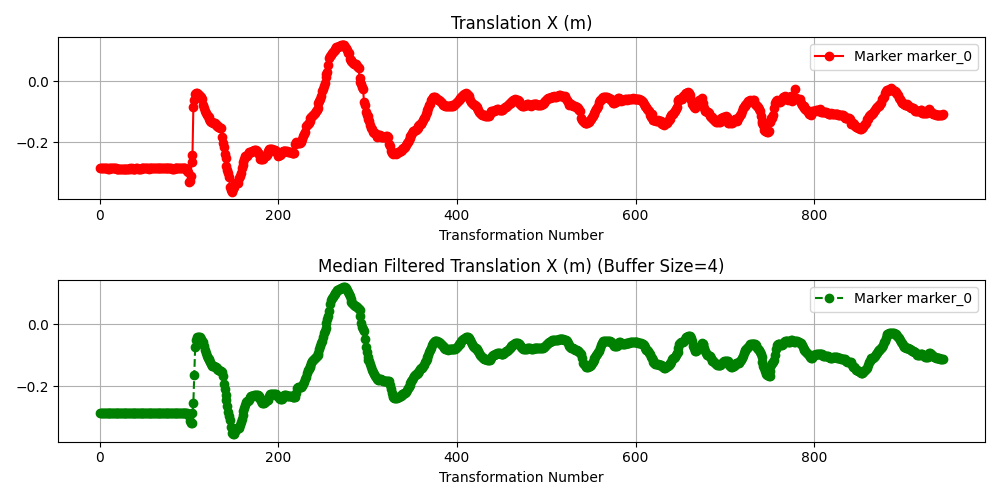 Translation X (m)
Marker marker_0
0.0
−0.2
0 200 400 600 800
Transformation Number
Median Filtered Translation X (m) (Buffer Size=4)
Marker marker_0
0.0
−0.2
0 200 400 600 800
Transformation Number